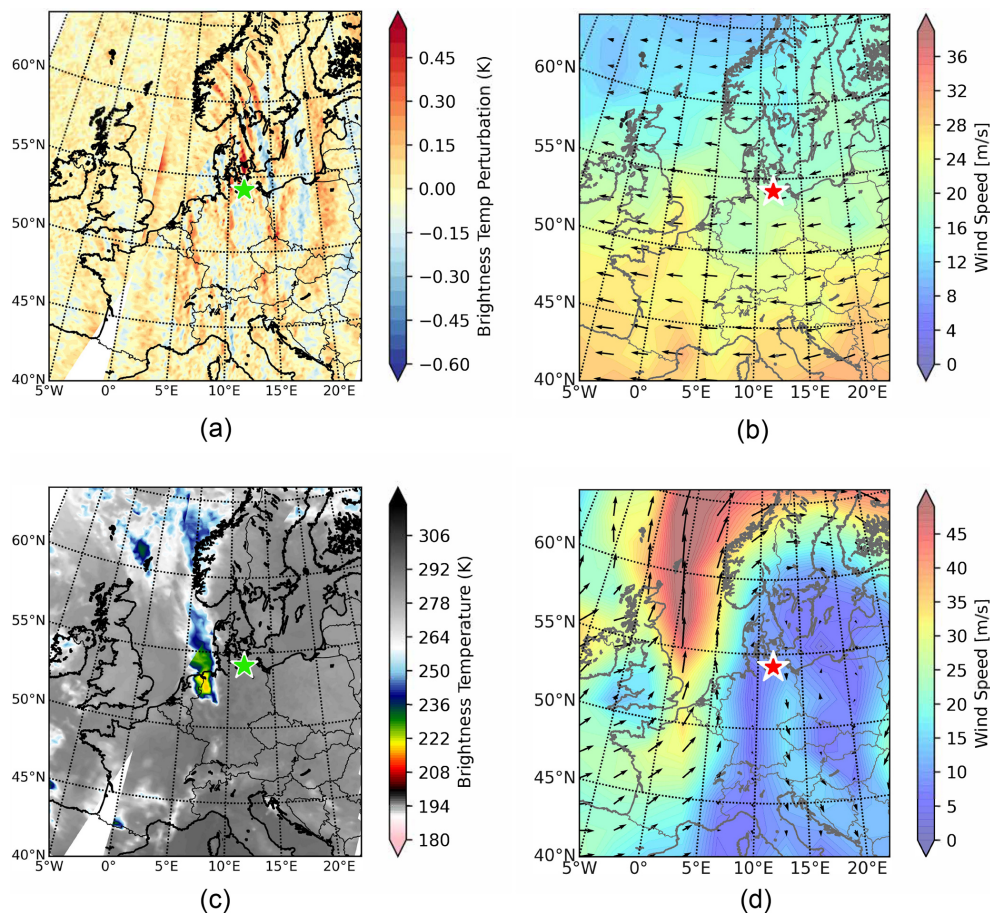 60°N
55°N
50°N
45°N
40°N
5°W
0°
5°E
10°E
15°E
20°E
0.45
0.30
0.15
0.00
−0.15
−0.30
−0.45
−0.60
Brightness Temp Perturbation (K)
(a)
60°N
55°N
50°N
45°N
40°N
5°W
0°
5°E
10°E
15°E
20°E
36
32
28
24
20
16
12
8
4
0
Wind Speed [m/s]
(b)
60°N
55°N
50°N
45°N
40°N
5°W
0°
5°E
10°E
15°E
20°E
306
292
278
264
250
236
222
208
194
180
Brightness Temperature (K)
(c)
60°N
55°N
50°N
45°N
40°N
5°W
0°
5°E
10°E
15°E
20°E
45
40
35
30
25
20
15
10
5
0
Wind Speed [m/s]
(d)